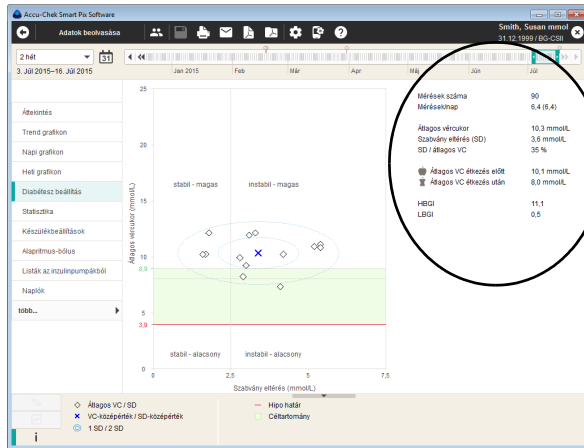 Accu-Chek Smart Pix Software
Adatok beolvasása
Smith, Susan mmol
31.12.1999 / BG-CSII
2 hét
31
3. Júl 2015–16. Júl 2015
Jan 2015 Feb Már Ápr Máj Jún Júl
Áttekintés
Trend grafikon
Napi grafikon
Heti grafikon
Diabétesz beállítás
Statisztika
Készülékbeállítások
Alapritmus-bólus
Listák az inzulinpumpákból
Naplók
több...
Átlagos vércukor (mmol/L)
25
20
15
10
8,9
5
3,9
0
stabil - magas
instabil - magas
stabil - alacsony
instabil - alacsony
0 2,5 5 7,5
Szabvány eltérés (mmol/L)
Mérések száma 90
Mérések/nap 6,4 (6,4)
Átlagos vércukor 10,3 mmol/L
Szabvány eltérés (SD) 3,6 mmol/L
SD / átlagos VC 35 %
Átlagos VC étkezés előtt 10,1 mmol/L
Átlagos VC étkezés után 8,0 mmol/L
HBGI 11,1
LBGI 0,5
Átlagos VC / SD
VC-középérték / SD-középérték
1 SD / 2 SD
Hipo határ
Céltartomány
i